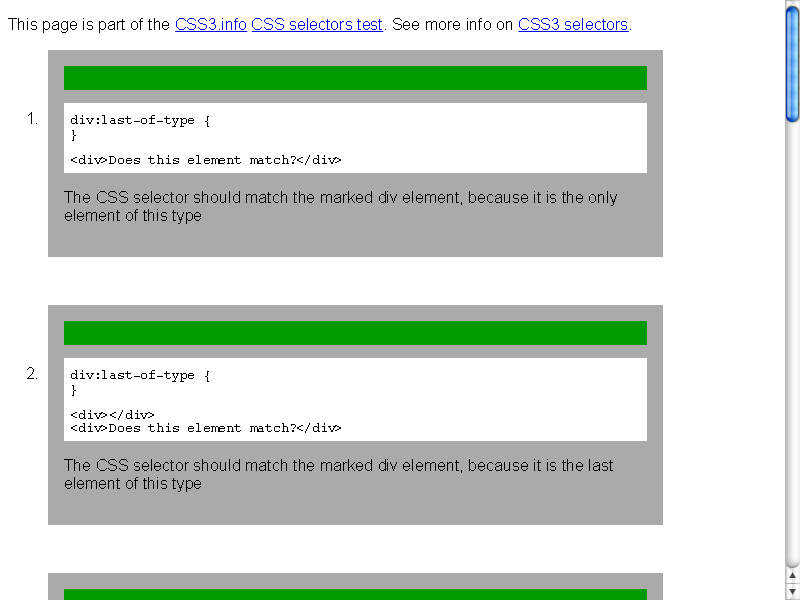 This page is part of the CSS3.info CSS selectors test. See more info on CSS3 selectors.
1.
div:last-of-type {
}
<div>Does this element match?</div>
The CSS selector should match the marked div element, because it is the only
element of this type
2.
div:last-of-type {
}
<div></div>
<div>Does this element match?</div>
The CSS selector should match the marked div element, because it is the last
element of this type